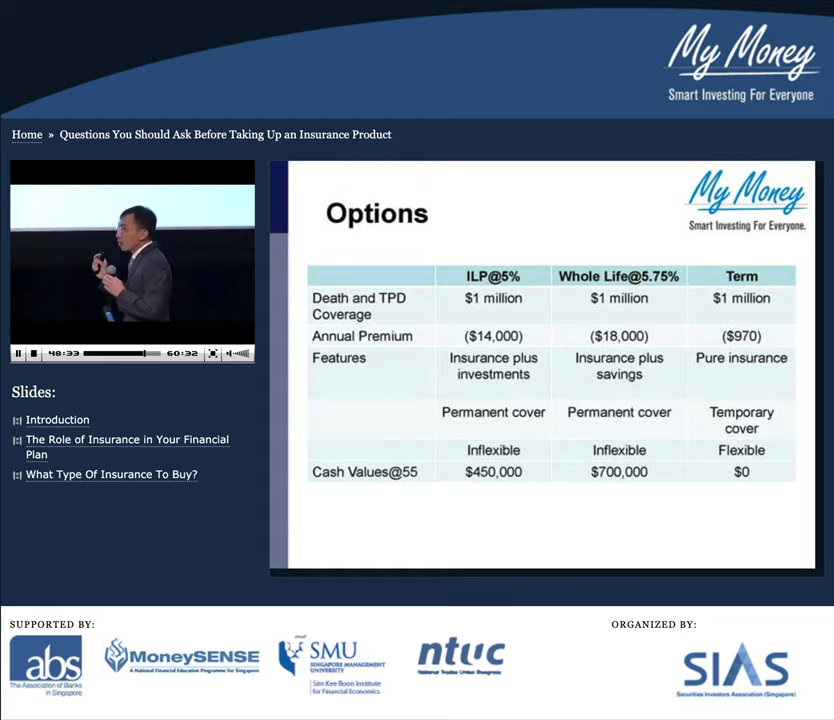 My Money
Smart Investing For Everyone
Home » Questions You Should Ask Before Taking Up an Insurance Product
48:33 60:32
Slides:
Introduction
The Role of Insurance in Your Financial
Plan
What Type Of Insurance To Buy?
My Money
Smart Investing For Everyone.
Options
ILP@5% Whole Life@5.75% Term
Death and TPD
Coverage
$1 million $1 million $1 million
Annual Premium ($14,000) ($18,000) ($970)
Features
Insurance plus
investments
Insurance plus
savings
Pure insurance
Permanent cover Permanent cover
Temporary
cover
Inflexible Inflexible Flexible
Cash Values@55 $450,000 $700,000 $0
SUPPORTED BY:
abs
The Association of Banks
in Singapore
MoneySENSE
A National Financial Education Programme for Singapore
SMU
SINGAPORE MANAGEMENT
UNIVERSITY
Sim Kee Boon Institute
for Financial Economics
ntuc
National Trades Union Congress
ORGANIZED BY:
SIAS
Securities Investors Association (Singapore)